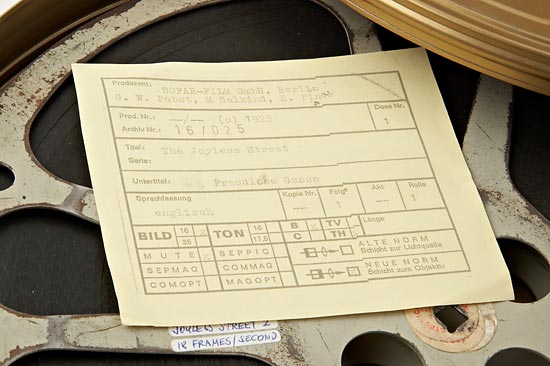 Produzent: SOFAR-FILM GmbH, Berlin
G. W. Pabst, M Salkind, R. Pines
Prod. Nr.: --/-- (o) 1925
Dose Nr.
Archiv Nr.: 16/025
1
Titel: The Joyless Street
Serie:
Untertitel: Freudlose Gasse
Sprachfassung
englisch
Kopie Nr.
--
Folge
1
Akt
--
Rolle
1
BILD 16 x
35
TON 16
17,5
B x TV
C TH x
Länge
MUTE x SEPPIC
SEPMAG COMMAG
COMOPT MAGOPT
ALTE NORM
Schicht zur Lichtquelle
NEUE NORM
Schicht zum Objektiv
JOYLESS STREET 2
18 FRAMES/SECOND